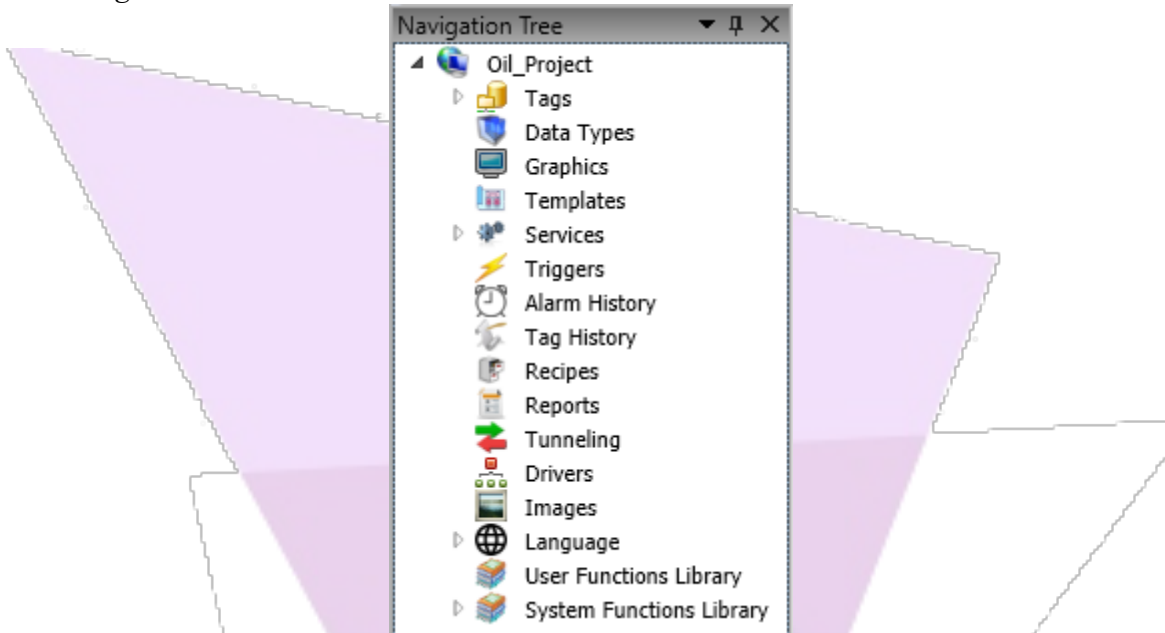 Navigation Tree
Oil_Project
Tags
Data Types
Graphics
Templates
Services
Triggers
Alarm History
Tag History
Recipes
Reports
Tunneling
Drivers
Images
Language
User Functions Library
System Functions Library